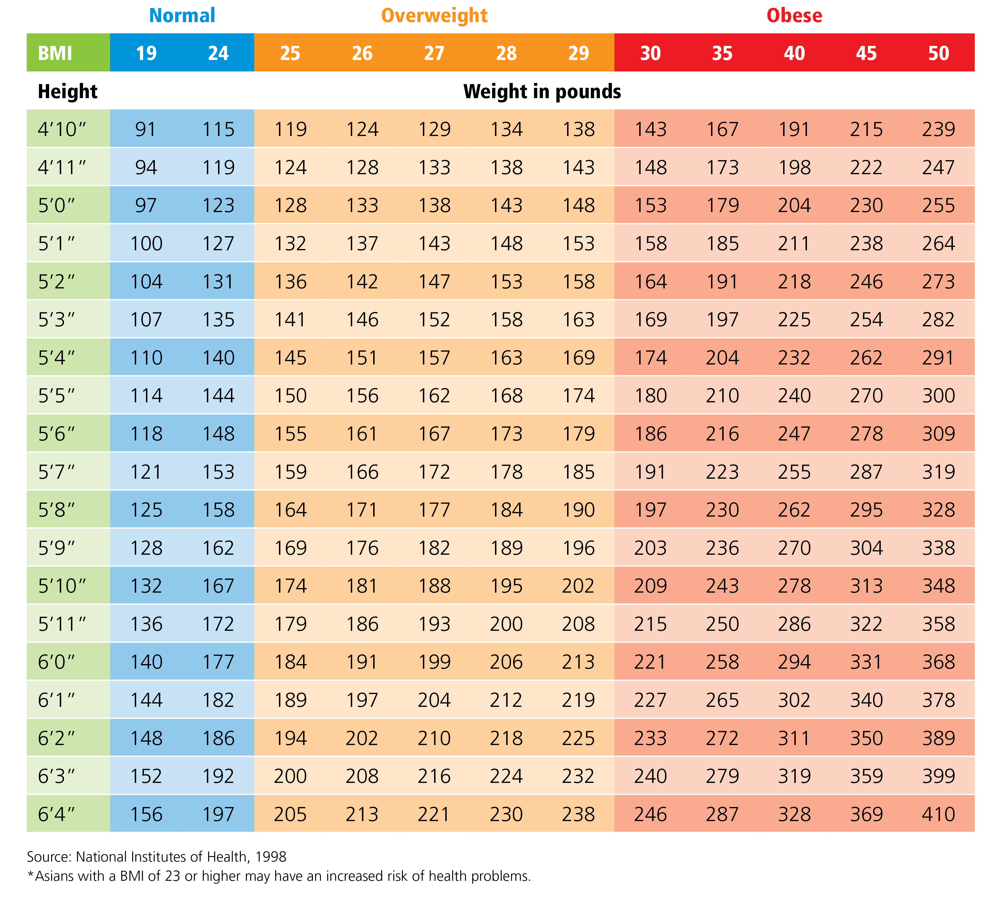 Normal Overweight Obese
BMI 19 24 25 26 27 28 29 30 35 40 45 50
Height Weight in pounds
4’10” 91 115 119 124 129 134 138 143 167 191 215 239
4’11” 94 119 124 128 133 138 143 148 173 198 222 247
5’0” 97 123 128 133 138 143 148 153 179 204 230 255
5’1” 100 127 132 137 143 148 153 158 185 211 238 264
5’2” 104 131 136 142 147 153 158 164 191 218 246 273
5’3” 107 135 141 146 152 158 163 169 197 225 254 282
5’4” 110 140 145 151 157 163 169 174 204 232 262 291
5’5” 114 144 150 156 162 168 174 180 210 240 270 300
5’6” 118 148 155 161 167 173 179 186 216 247 278 309
5’7” 121 153 159 166 172 178 185 191 223 255 287 319
5’8” 125 158 164 171 177 184 190 197 230 262 295 328
5’9” 128 162 169 176 182 189 196 203 236 270 304 338
5’10” 132 167 174 181 188 195 202 209 243 278 313 348
5’11” 136 172 179 186 193 200 208 215 250 286 322 358
6’0” 140 177 184 191 199 206 213 221 258 294 331 368
6’1” 144 182 189 197 204 212 219 227 265 302 340 378
6’2” 148 186 194 202 210 218 225 233 272 311 350 389
6’3” 152 192 200 208 216 224 232 240 279 319 359 399
6’4” 156 197 205 213 221 230 238 246 287 328 369 410
Source: National Institutes of Health, 1998
*Asians with a BMI of 23 or higher may have an increased risk of health problems.